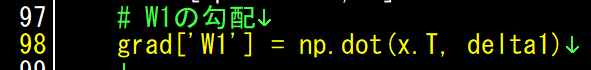 97 # W1の勾配↓
98 grad['W1'] = np.dot(x.T, delta1)↓